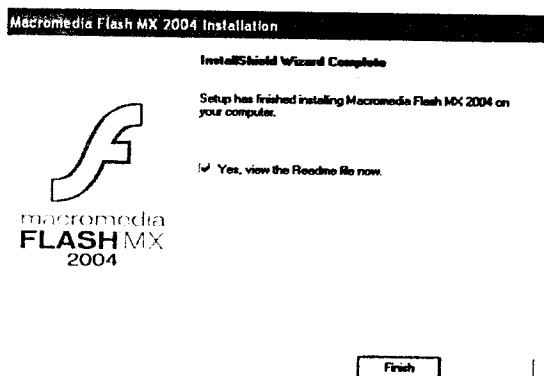 Macromedia Flash MX 2004 Installation
InstallShield Wizard Complete
Setup has finished installing Macromedia Flash MX 2004 on
your computer.
Yes, view the Readme file now.
macromedia
FLASH MX
2004
Finish